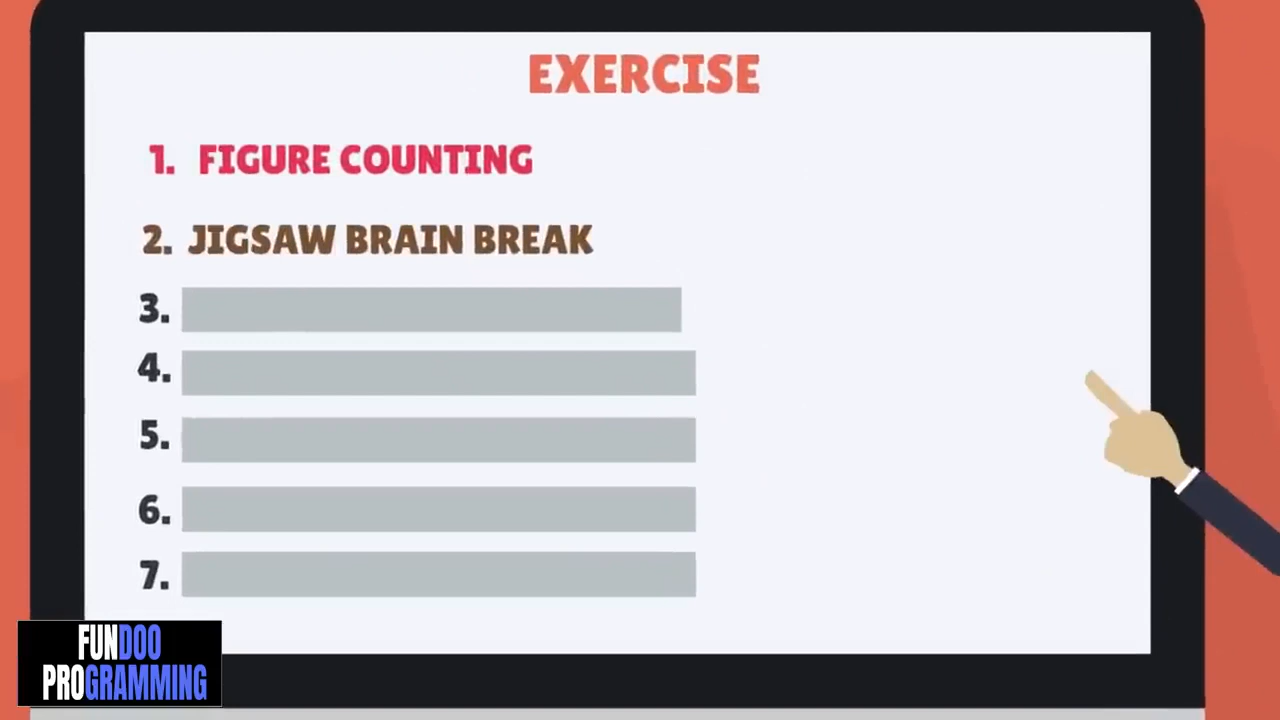 EXERCISE
1. FIGURE COUNTING
2. JIGSAW BRAIN BREAK
3.
4.
5.
6.
7.
FUNDOO
PROGRAMMING